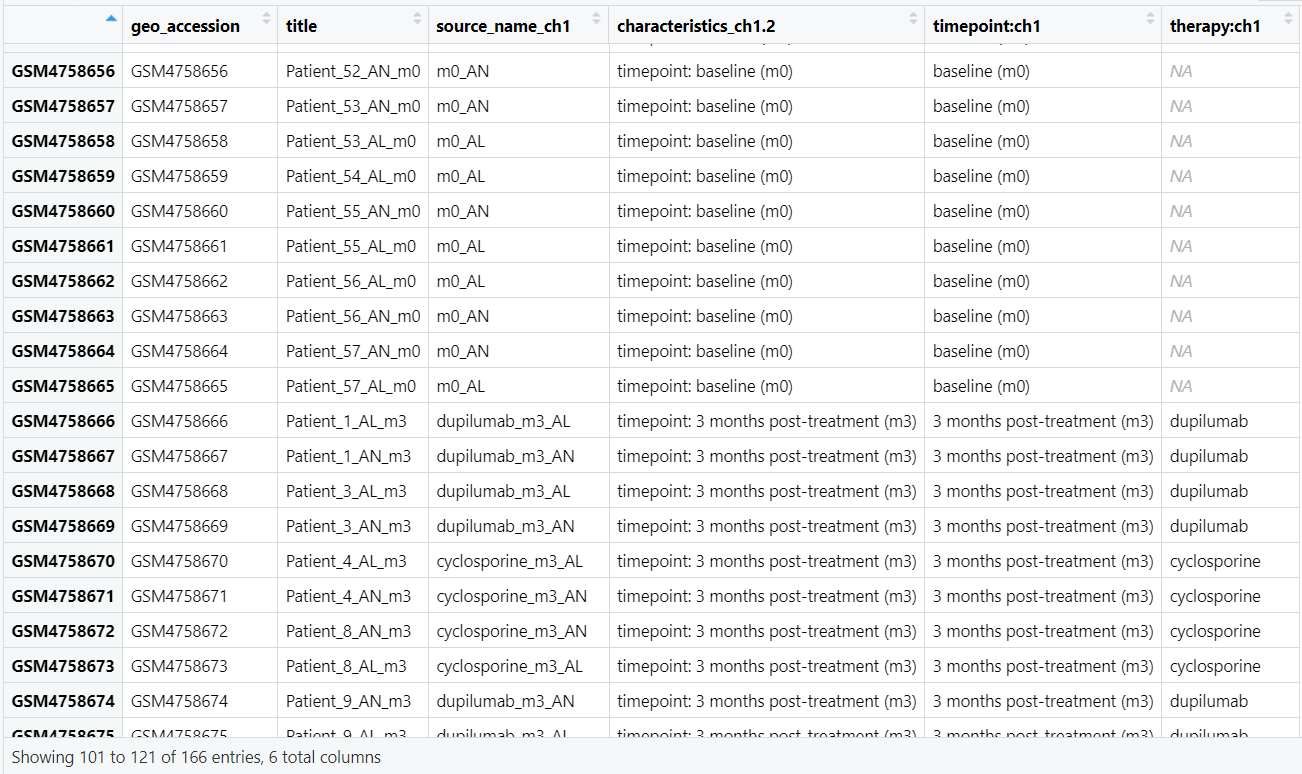 geo_accession title source_name_ch1 characteristics_ch1.2 timepoint:ch1 therapy:ch1
GSM4758656 GSM4758656 Patient_52_AN_m0 m0_AN timepoint: baseline (m0) baseline (m0) NA
GSM4758657 GSM4758657 Patient_53_AN_m0 m0_AN timepoint: baseline (m0) baseline (m0) NA
GSM4758658 GSM4758658 Patient_53_AL_m0 m0_AL timepoint: baseline (m0) baseline (m0) NA
GSM4758659 GSM4758659 Patient_54_AL_m0 m0_AL timepoint: baseline (m0) baseline (m0) NA
GSM4758660 GSM4758660 Patient_55_AN_m0 m0_AN timepoint: baseline (m0) baseline (m0) NA
GSM4758661 GSM4758661 Patient_55_AL_m0 m0_AL timepoint: baseline (m0) baseline (m0) NA
GSM4758662 GSM4758662 Patient_56_AL_m0 m0_AL timepoint: baseline (m0) baseline (m0) NA
GSM4758663 GSM4758663 Patient_56_AN_m0 m0_AN timepoint: baseline (m0) baseline (m0) NA
GSM4758664 GSM4758664 Patient_57_AN_m0 m0_AN timepoint: baseline (m0) baseline (m0) NA
GSM4758665 GSM4758665 Patient_57_AL_m0 m0_AL timepoint: baseline (m0) baseline (m0) NA
GSM4758666 GSM4758666 Patient_1_AL_m3 dupilumab_m3_AL timepoint: 3 months post-treatment (m3) 3 months post-treatment (m3) dupilumab
GSM4758667 GSM4758667 Patient_1_AN_m3 dupilumab_m3_AN timepoint: 3 months post-treatment (m3) 3 months post-treatment (m3) dupilumab
GSM4758668 GSM4758668 Patient_3_AL_m3 dupilumab_m3_AL timepoint: 3 months post-treatment (m3) 3 months post-treatment (m3) dupilumab
GSM4758669 GSM4758669 Patient_3_AN_m3 dupilumab_m3_AN timepoint: 3 months post-treatment (m3) 3 months post-treatment (m3) dupilumab
GSM4758670 GSM4758670 Patient_4_AL_m3 cyclosporine_m3_AL timepoint: 3 months post-treatment (m3) 3 months post-treatment (m3) cyclosporine
GSM4758671 GSM4758671 Patient_4_AN_m3 cyclosporine_m3_AN timepoint: 3 months post-treatment (m3) 3 months post-treatment (m3) cyclosporine
GSM4758672 GSM4758672 Patient_8_AN_m3 cyclosporine_m3_AN timepoint: 3 months post-treatment (m3) 3 months post-treatment (m3) cyclosporine
GSM4758673 GSM4758673 Patient_8_AL_m3 cyclosporine_m3_AL timepoint: 3 months post-treatment (m3) 3 months post-treatment (m3) cyclosporine
GSM4758674 GSM4758674 Patient_9_AN_m3 dupilumab_m3_AN timepoint: 3 months post-treatment (m3) 3 months post-treatment (m3) dupilumab
GSM4758675 GSM4758675 Patient_9_AL_m3 dupilumab_m3_AL timepoint: 3 months post-treatment (m3) 3 months post-treatment (m3) dupilumab
Showing 101 to 121 of 166 entries, 6 total columns